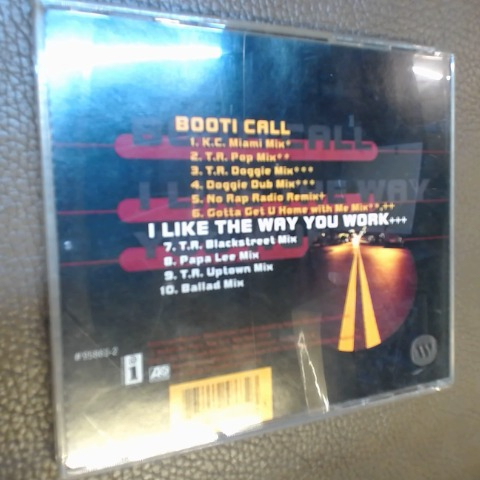 BOOTI CALL
1. K.C. Miami Mix*
2. T.R. Pop Mix**
3. T.R. Doggie Mix***
4. Doggie Dub Mix***
5. No Rap Radio Remix+
6. Gotta Get U Home with Me Mix**,++
I LIKE THE WAY YOU WORK+++
7. T.R. Blackstreet Mix
8. Papa Lee Mix
9. T.R. Uptown Mix
10. Ballad Mix